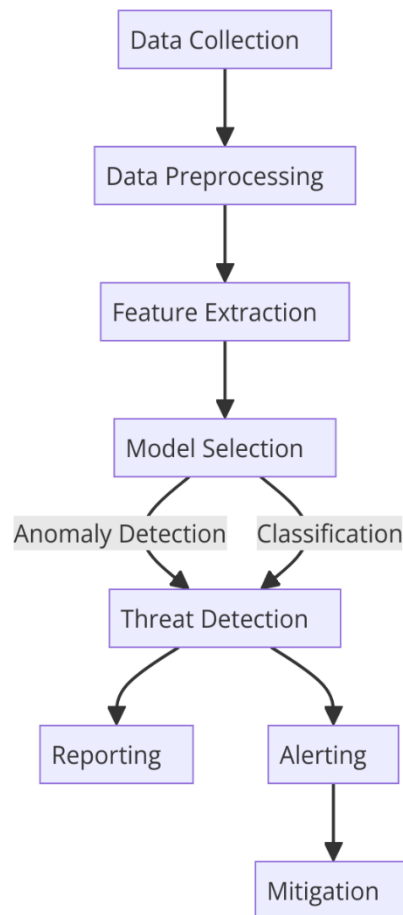 Data Collection
Data Preprocessing
Feature Extraction
Model Selection
Anomaly Detection
Classification
Threat Detection
Reporting
Alerting
Mitigation